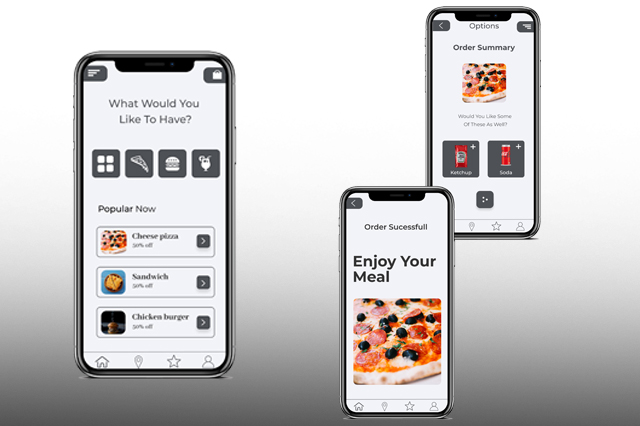 What Would You
Like To Have?
Popular Now
Cheese pizza
50% off
Sandwich
50% off
Chicken burger
50% off
Options
Order Summary
Would You Like Some
Of These As Well?
Ketchup
Soda
Order Sucessfull
Enjoy Your
Meal